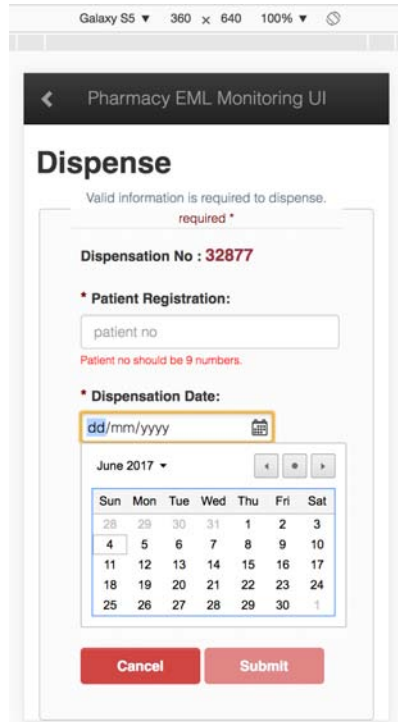 Galaxy S5 ▼ 360 × 640 100% ▼
Pharmacy EML Monitoring UI
Dispense
Valid information is required to dispense.
required *
Dispensation No : 32877
* Patient Registration:
patient no
Patient no should be 9 numbers.
* Dispensation Date:
dd/mm/yyyy
June 2017
Sun Mon Tue Wed Thu Fri Sat
28 29 30 31 1 2 3
4 5 6 7 8 9 10
11 12 13 14 15 16 17
18 19 20 21 22 23 24
25 26 27 28 29 30 1
Cancel Submit